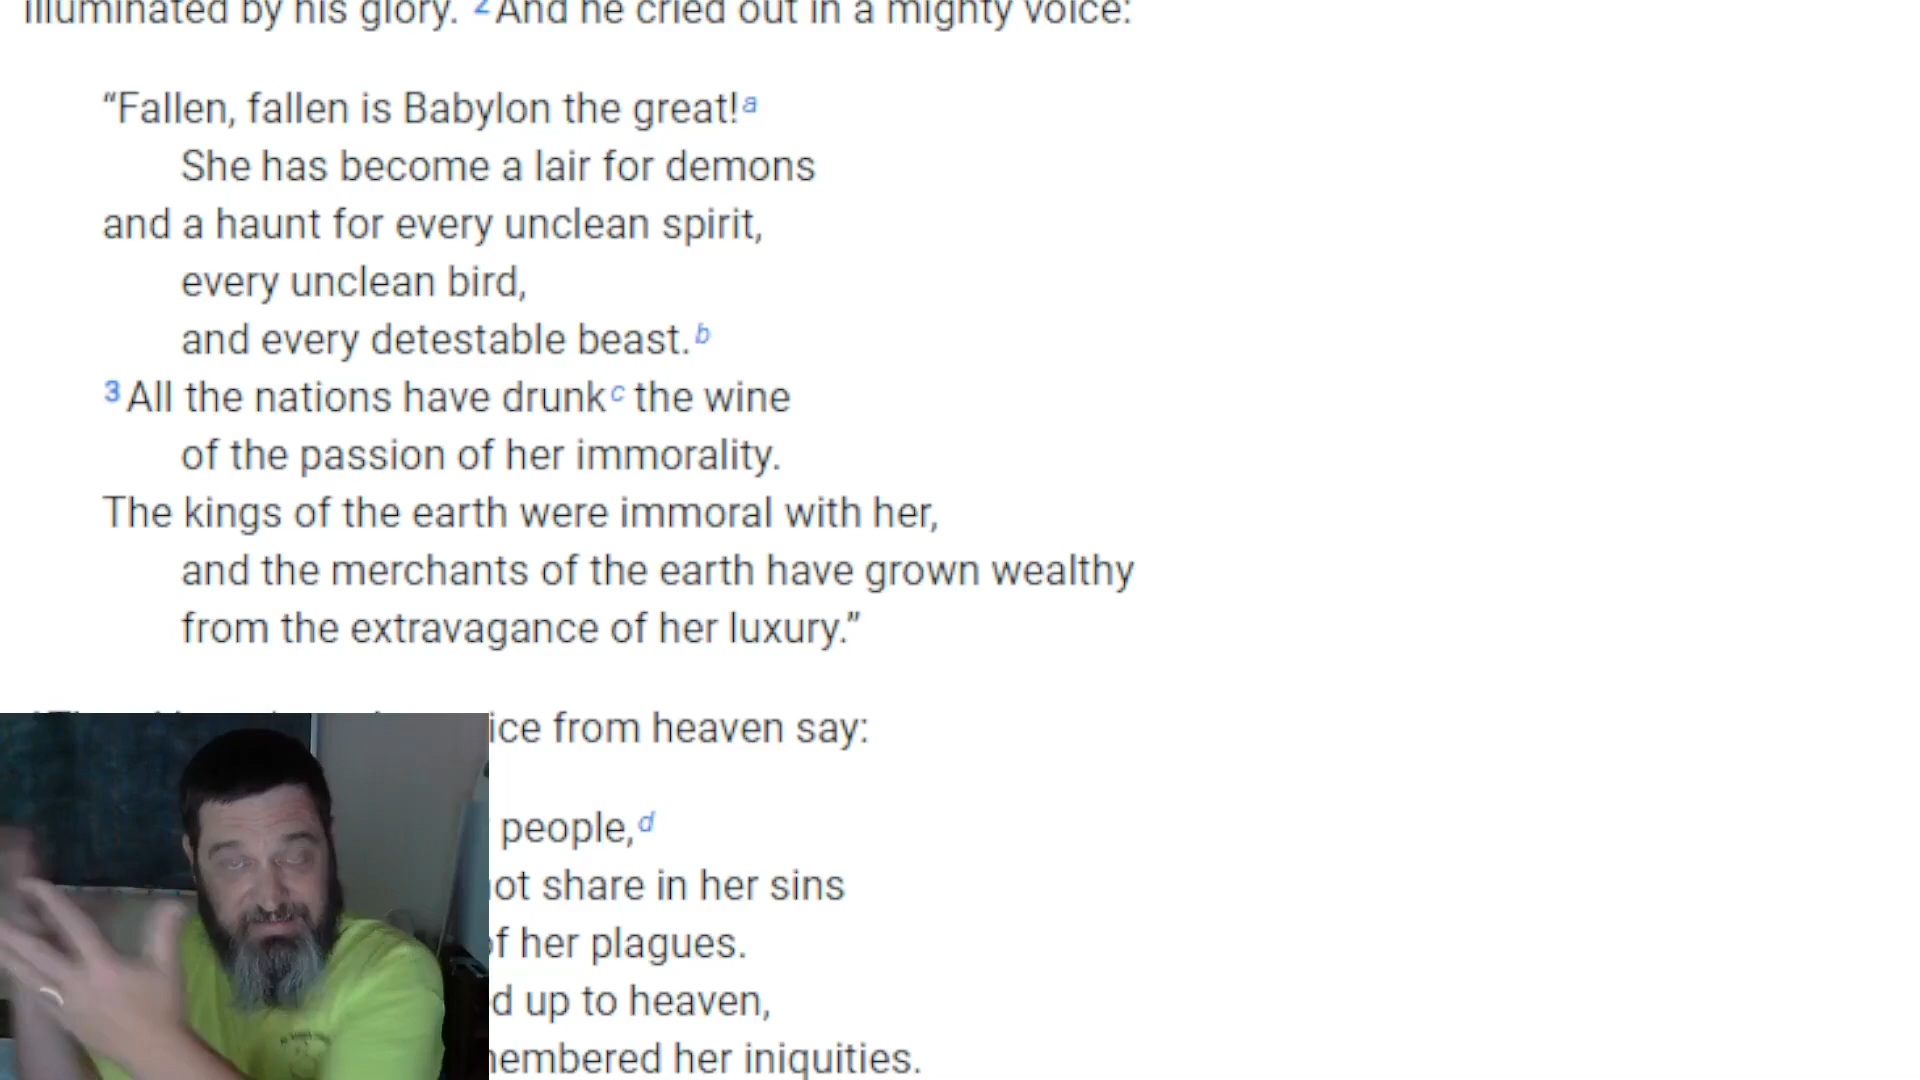 illuminated by his glory. 2 And he cried out in a mighty voice:
“Fallen, fallen is Babylon the great! a
She has become a lair for demons
and a haunt for every unclean spirit,
every unclean bird,
and every detestable beast. b
3 All the nations have drunk c the wine
of the passion of her immorality.
The kings of the earth were immoral with her,
and the merchants of the earth have grown wealthy
from the extravagance of her luxury.”
from heaven say:
people, d
share in her sins
her plagues.
up to heaven,
her iniquities.